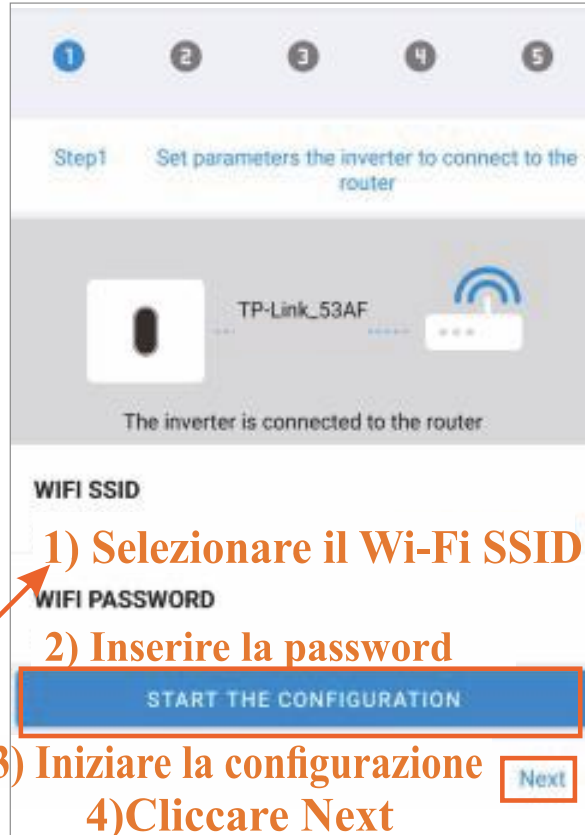 1 2 3 4 5
Step1 Set parameters the inverter to connect to the
router
TP-Link_53AF
The inverter is connected to the router
WIFI SSID
1) Selezionare il Wi-Fi SSID
WIFI PASSWORD
2) Inserire la password
START THE CONFIGURATION
3) Iniziare la configurazione
Next
4)Cliccare Next